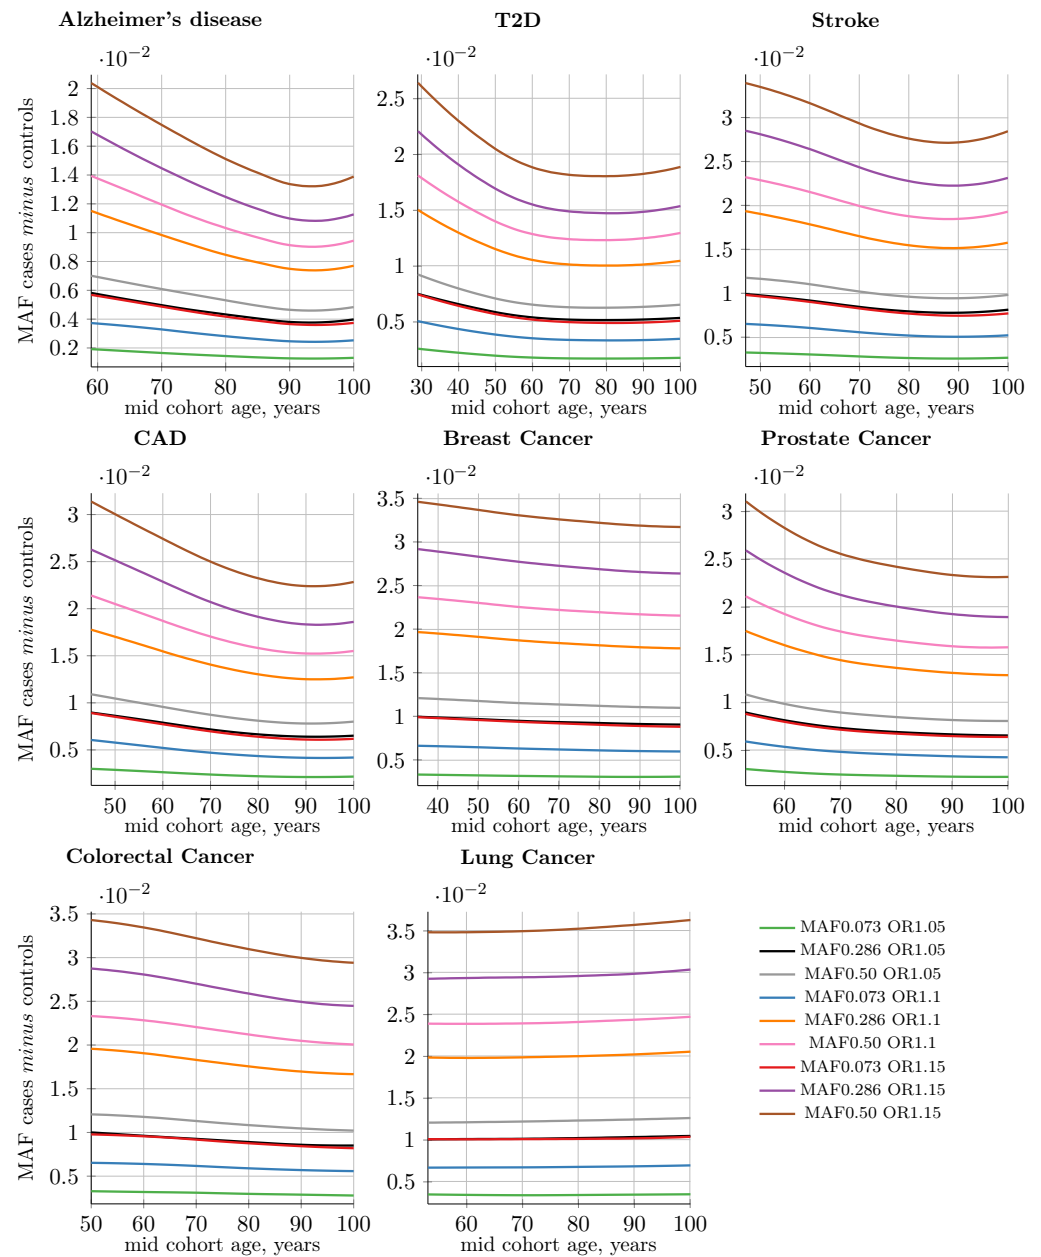 Alzheimer's disease
·10−2
2
1.8
1.6
1.4
1.2
1
0.8
0.6
0.4
0.2
MAF cases minus controls
60 70 80 90 100
mid cohort age, years
T2D
·10−2
2.5
2
1.5
1
0.5
30 40 50 60 70 80 90 100
mid cohort age, years
Stroke
·10−2
3
2.5
2
1.5
1
0.5
50 60 70 80 90 100
mid cohort age, years
CAD
·10−2
3
2.5
2
1.5
1
0.5
MAF cases minus controls
50 60 70 80 90 100
mid cohort age, years
Breast Cancer
·10−2
3.5
3
2.5
2
1.5
1
0.5
40 50 60 70 80 90 100
mid cohort age, years
Prostate Cancer
·10−2
3
2.5
2
1.5
1
0.5
60 70 80 90 100
mid cohort age, years
Colorectal Cancer
·10−2
3.5
3
2.5
2
1.5
1
0.5
MAF cases minus controls
50 60 70 80 90 100
mid cohort age, years
Lung Cancer
·10−2
3.5
3
2.5
2
1.5
1
0.5
60 70 80 90 100
mid cohort age, years
MAF0.073 OR1.05
MAF0.286 OR1.05
MAF0.50 OR1.05
MAF0.073 OR1.1
MAF0.286 OR1.1
MAF0.50 OR1.1
MAF0.073 OR1.15
MAF0.286 OR1.15
MAF0.50 OR1.15